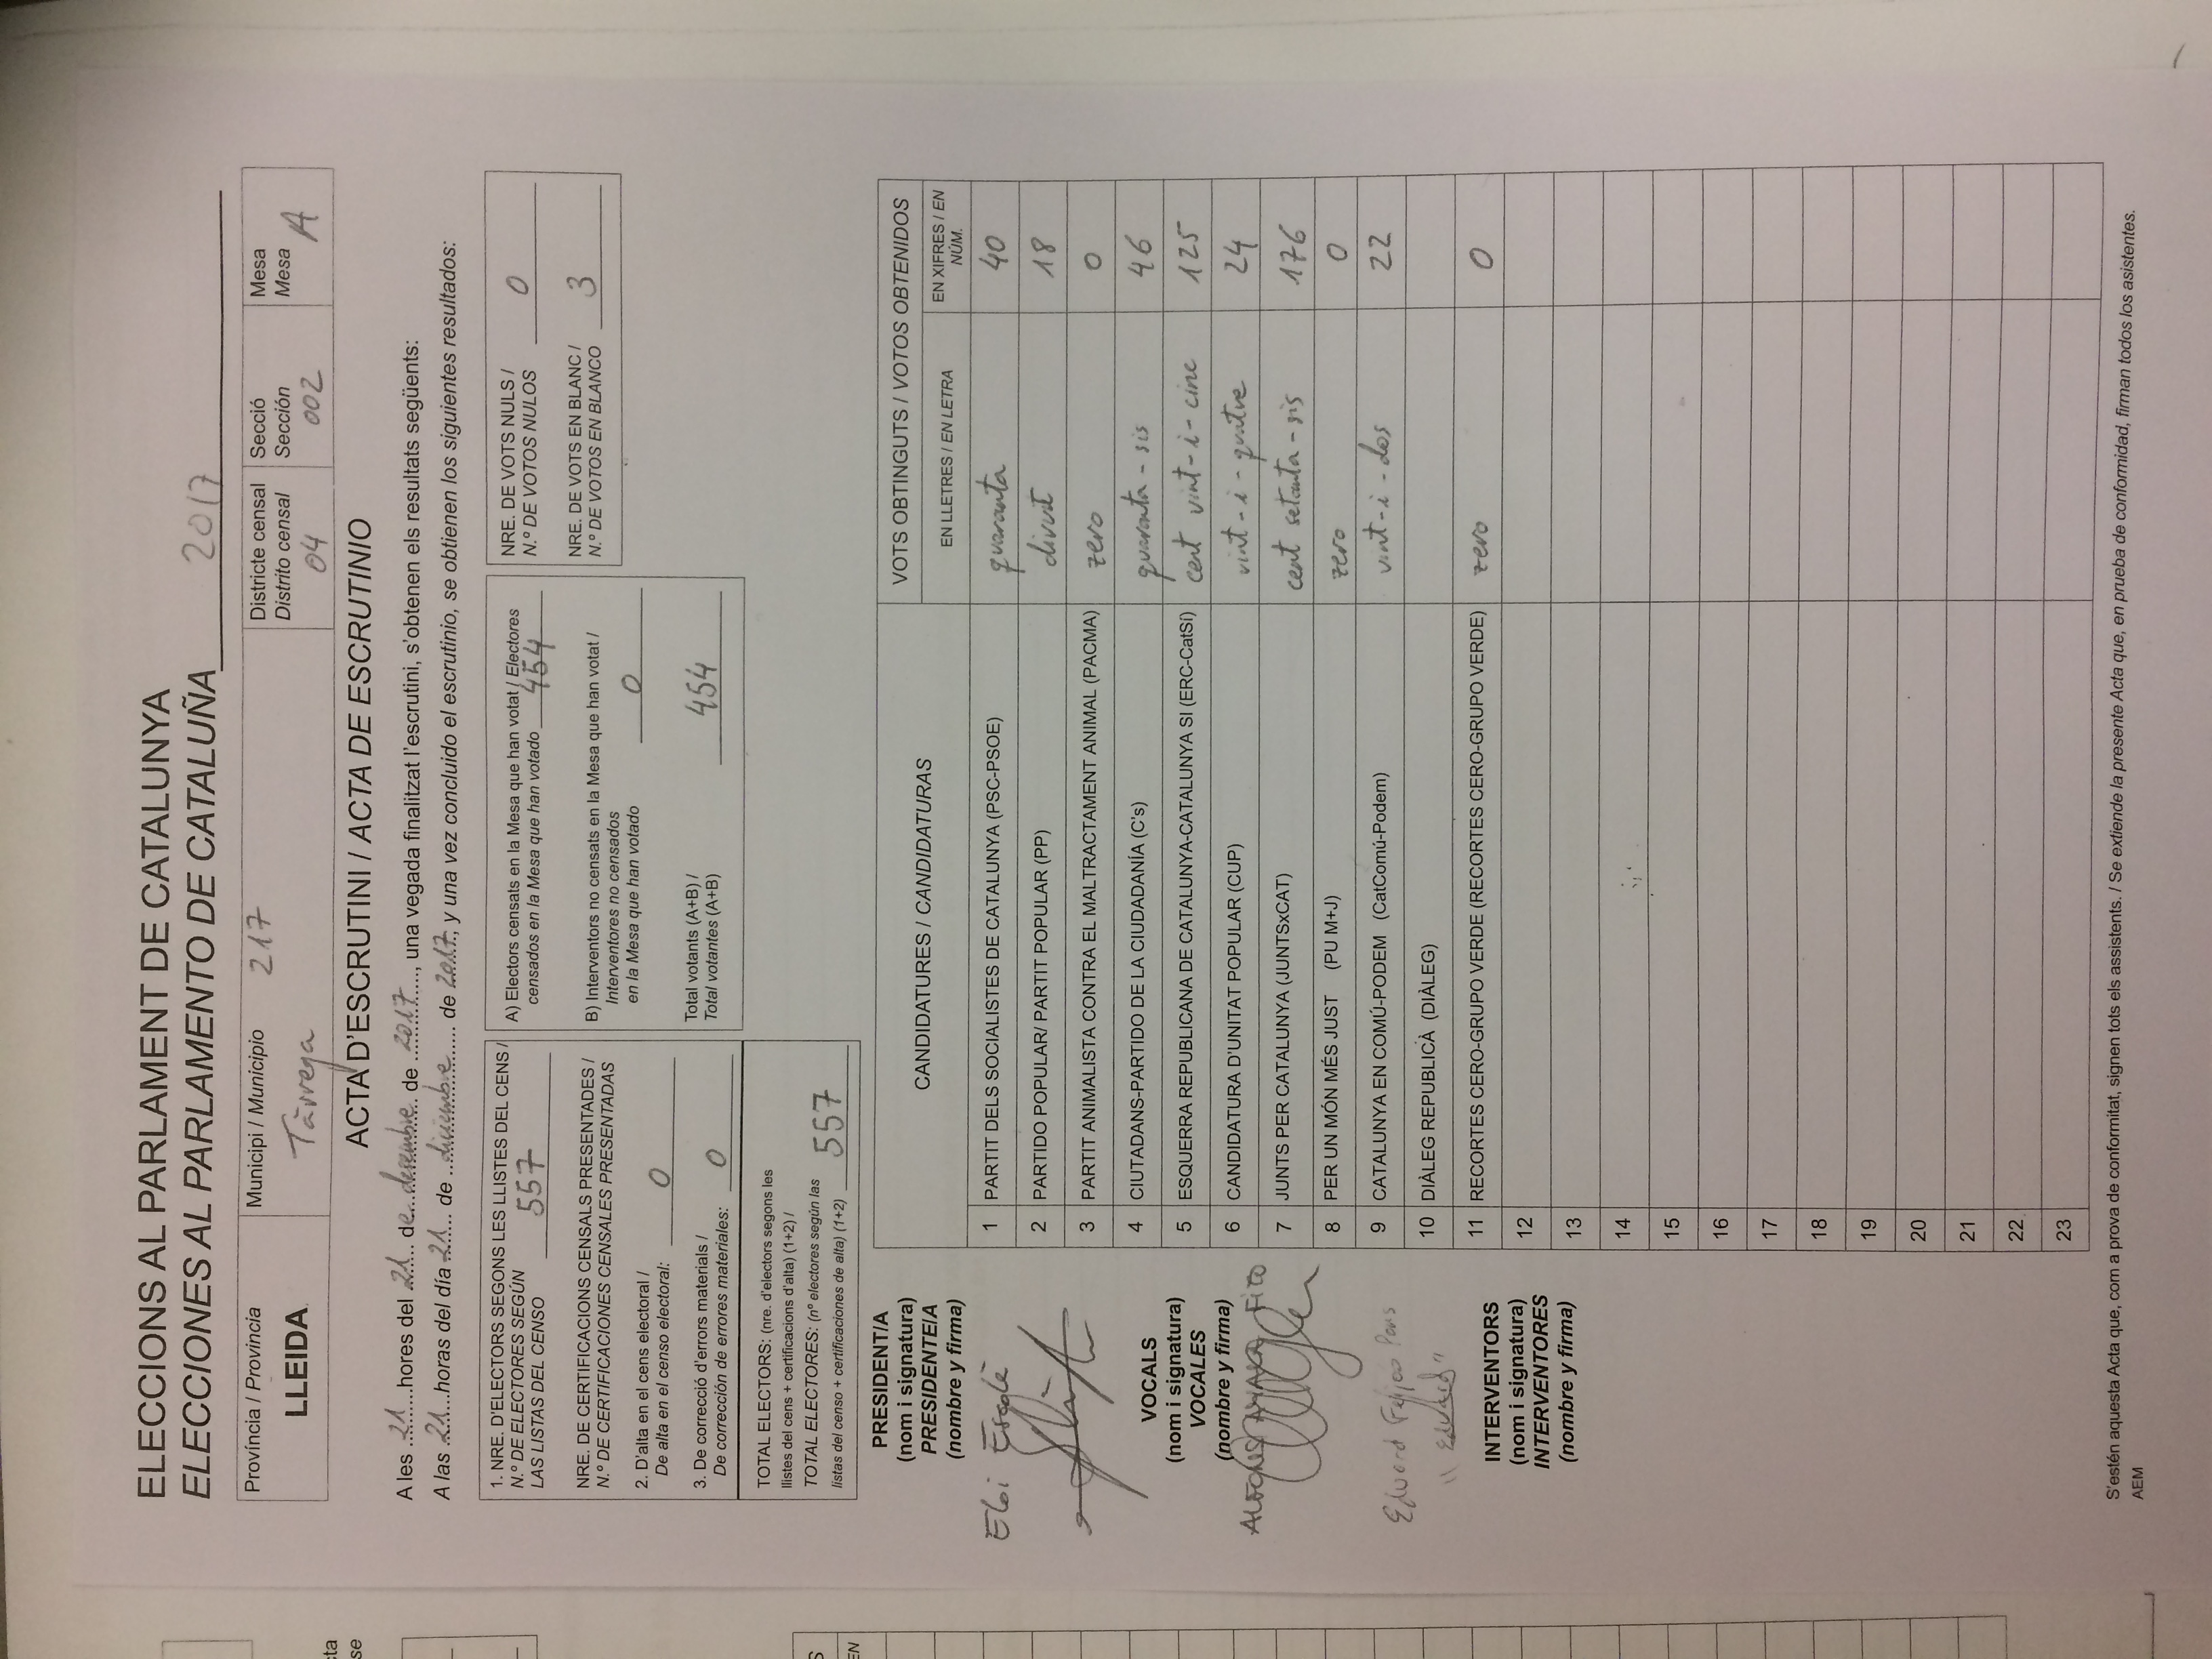 ELECCIONS AL PARLAMENT DE CATALUNYA
ELECCIONES AL PARLAMENTO DE CATALUÑA 2017
Província / Provincia
LLEIDA
Municipi / Municipio 217
Tàrrega
Districte censal
Distrito censal
04
Secció
Sección
002
Mesa
Mesa A
ACTA D'ESCRUTINI / ACTA DE ESCRUTINIO
A les 21 hores del 21 de desembre de 2017, una vegada finalitzat l'escrutini, s'obtenen els resultats següents:
A las 21 horas del día 21 de diciembre de 2017, y una vez concluido el escrutinio, se obtienen los siguientes resultados:
1. NRE. D'ELECTORS SEGONS LES LLISTES DEL CENS /
N.º DE ELECTORES SEGÚN
LAS LISTAS DEL CENSO 557
NRE. DE CERTIFICACIONS CENSALS PRESENTADES /
N.º DE CERTIFICACIONES CENSALES PRESENTADAS
2. D'alta en el cens electoral /
De alta en el censo electoral: 0
3. De correcció d'errors materials /
De corrección de errores materiales: 0
TOTAL ELECTORS: (nre. d'electors segons les
llistes del cens + certificacions d'alta) (1+2) /
TOTAL ELECTORES: (nº electores según las
listas del censo + certificaciones de alta) (1+2) 557
A) Electors censats en la Mesa que han votat / Electores
censados en la Mesa que han votado 454
B) Interventors no censats en la Mesa que han votat /
Interventores no censados
en la Mesa que han votado 0
Total votants (A+B) /
Total votantes (A+B) 454
NRE. DE VOTS NULS /
N.º DE VOTOS NULOS 0
NRE. DE VOTS EN BLANC /
N.º DE VOTOS EN BLANCO 3
PRESIDENT/A
(nom i signatura)
PRESIDENTE/A
(nombre y firma)
Eloi Escolè
VOCALS
(nom i signatura)
VOCALES
(nombre y firma)
FITO
Eduard Feijoo Pons
"Eduard"
INTERVENTORS
(nom i signatura)
INTERVENTORES
(nombre y firma)
CANDIDATURES / CANDIDATURAS
VOTS OBTINGUTS / VOTOS OBTENIDOS
EN LLETRES / EN LETRA
EN XIFRES / EN
NÚM.
1 PARTIT DELS SOCIALISTES DE CATALUNYA (PSC-PSOE) quaranta 40
2 PARTIDO POPULAR/ PARTIT POPULAR (PP) divuit 18
3 PARTIT ANIMALISTA CONTRA EL MALTRACTAMENT ANIMAL (PACMA) zero 0
4 CIUTADANS-PARTIDO DE LA CIUDADANÍA (C's) quaranta - sis 46
5 ESQUERRA REPUBLICANA DE CATALUNYA-CATALUNYA SI (ERC-CatSí) cent vint-i-cinc 125
6 CANDIDATURA D'UNITAT POPULAR (CUP) vint-i-quatre 24
7 JUNTS PER CATALUNYA (JUNTSxCAT) cent setanta-sis 176
8 PER UN MÓN MÉS JUST (PU M+J) zero 0
9 CATALUNYA EN COMÚ-PODEM (CatComú-Podem) vint-i-dos 22
10 DIÀLEG REPUBLICÀ (DIÀLEG)
11 RECORTES CERO-GRUPO VERDE (RECORTES CERO-GRUPO VERDE) zero 0
12
13
14
15
16
17
18
19
20
21
22
23
S'estén aquesta Acta que, com a prova de conformitat, signen tots els assistents. / Se extiende la presente Acta que, en prueba de conformidad, firman todos los asistentes.
AEM
cta
se
S
EN